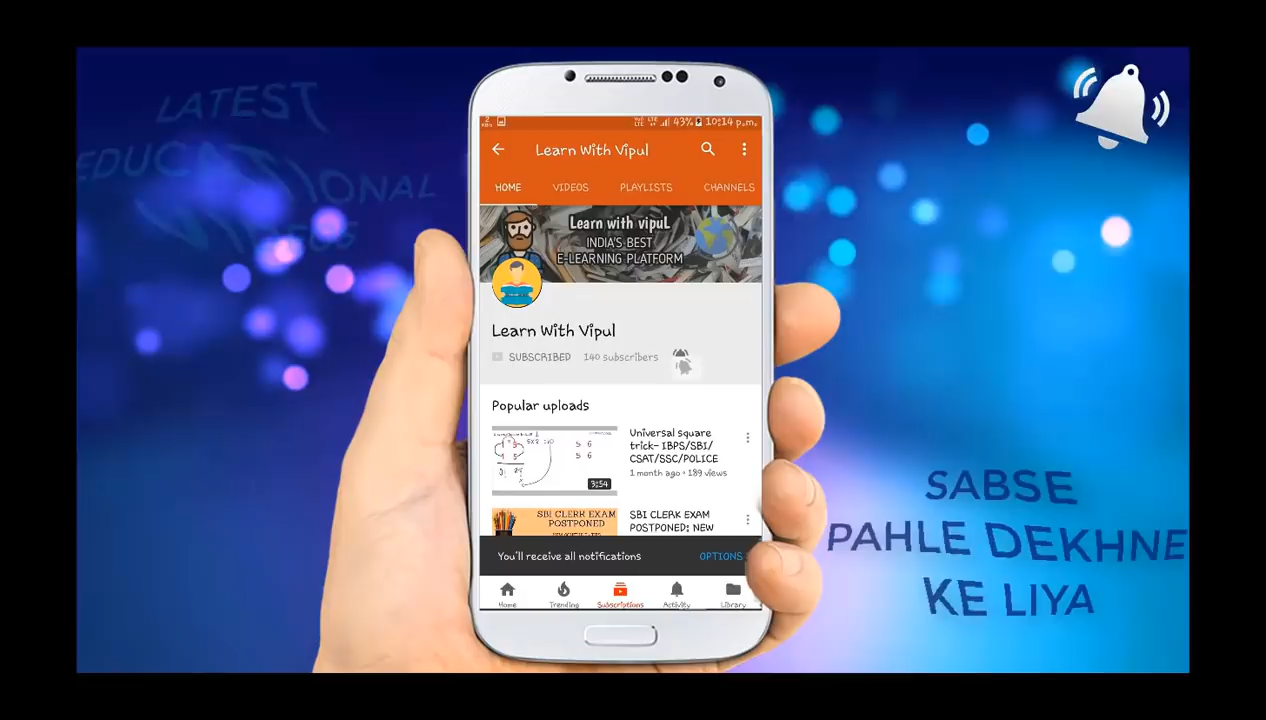 LATEST
EDUCATIONAL
43% 10:14 p.m.
Learn With Vipul
HOME VIDEOS PLAYLISTS CHANNELS
Learn with vipul
INDIA'S BEST
E-LEARNING PLATFORM
Learn With Vipul
SUBSCRIBED 140 subscribers
Popular uploads
Universal square
trick- IBPS/SBI/
CSAT/SSC/POLICE
1 month ago • 189 views
3:54
SBI CLERK EXAM
POSTPONED
SBI CLERK EXAM
POSTPONED; NEW
You'll receive all notifications OPTIONS
Home Trending Subscriptions Activity Library
SABSE
PAHLE DEKHNE
KE LIYA